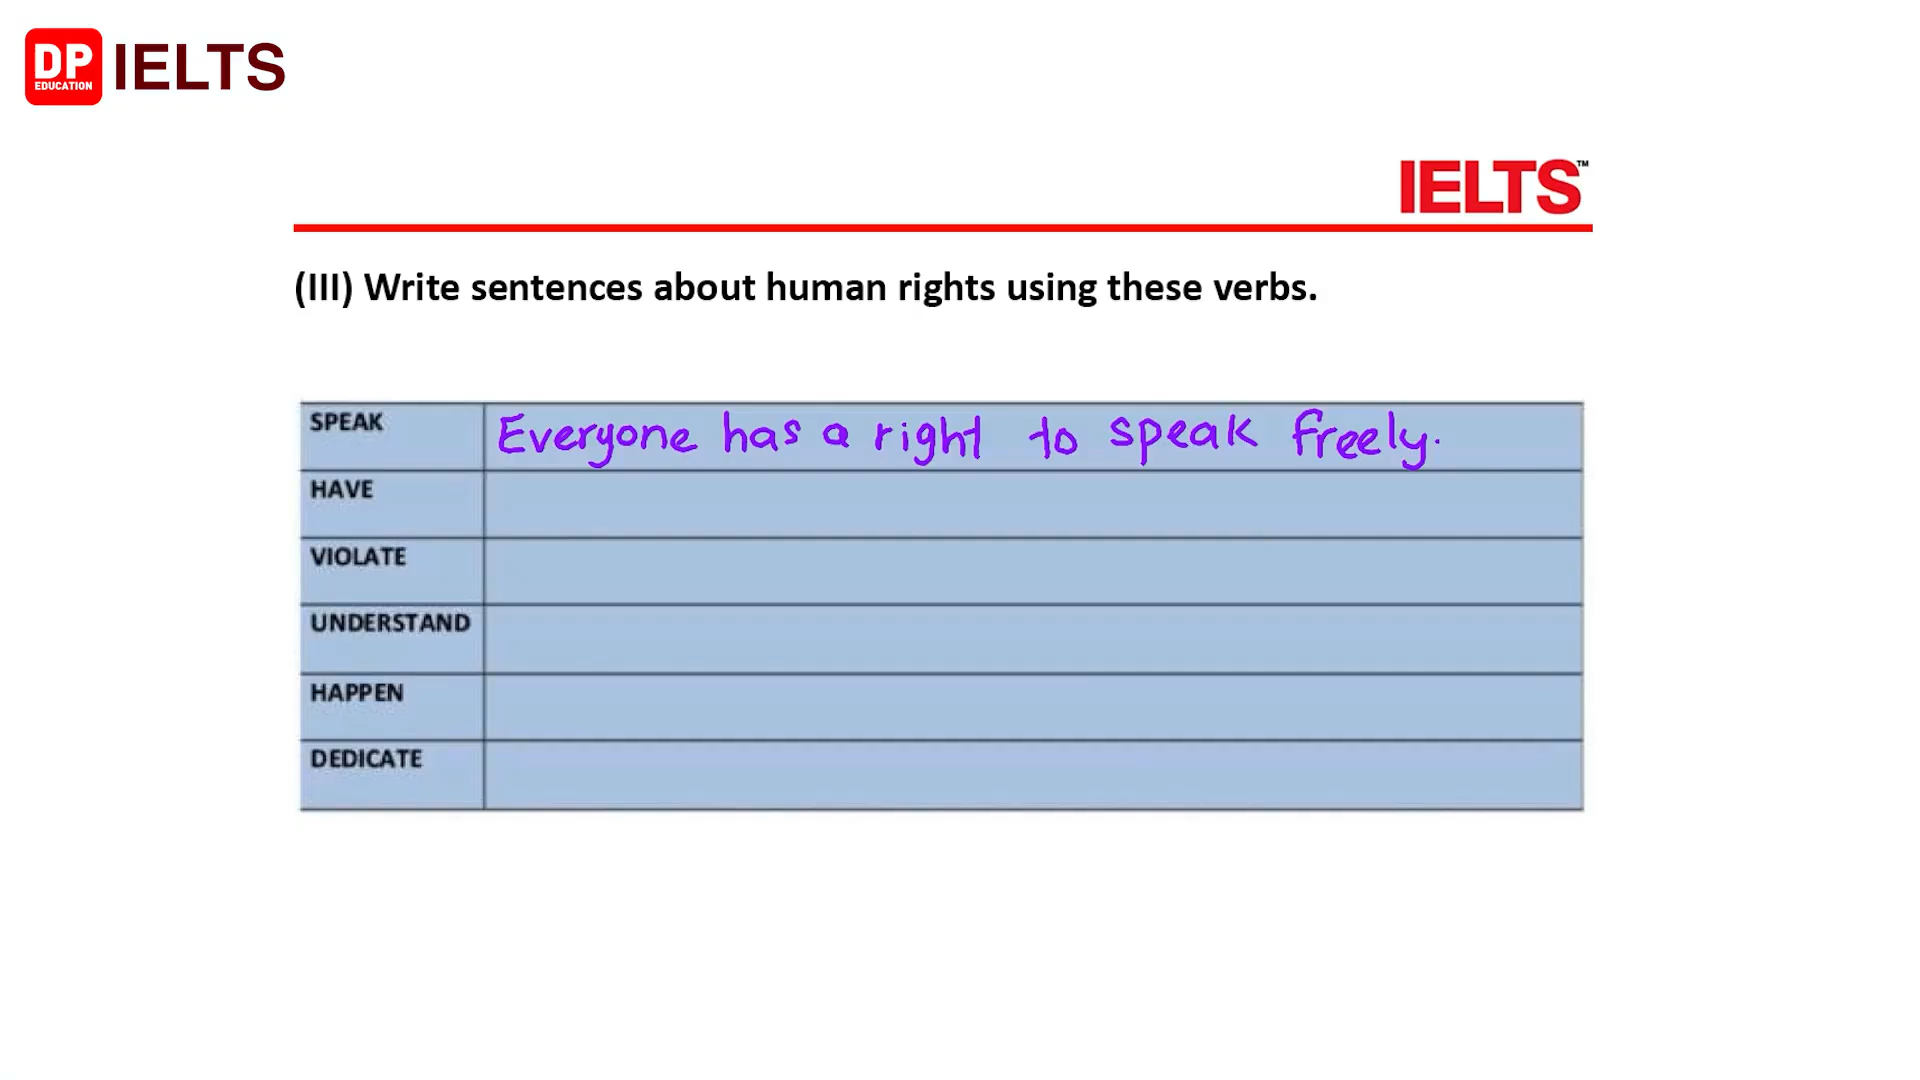 DP
EDUCATION
IELTS
IELTS™
(III) Write sentences about human rights using these verbs.
SPEAK Everyone has a right to speak freely.
HAVE
VIOLATE
UNDERSTAND
HAPPEN
DEDICATE